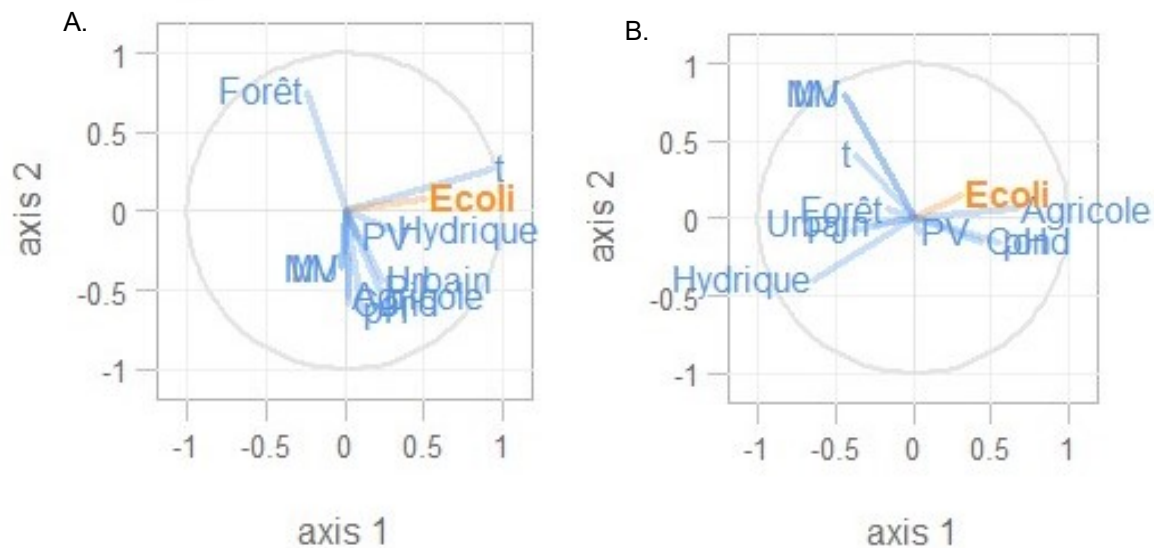 A.
B.
1
0.5
0
-0.5
-1
axis 2
Forêt
t
Ecoli
PV
Hydrique
Urbain
Agricole
Cond
pH
-1
-0.5
0
0.5
1
axis 1
1
0.5
0
-0.5
-1
axis 2
t
Ecoli
Forêt
Agricole
Urbain
PV
Cond
pH
Hydrique
-1
-0.5
0
0.5
1
axis 1